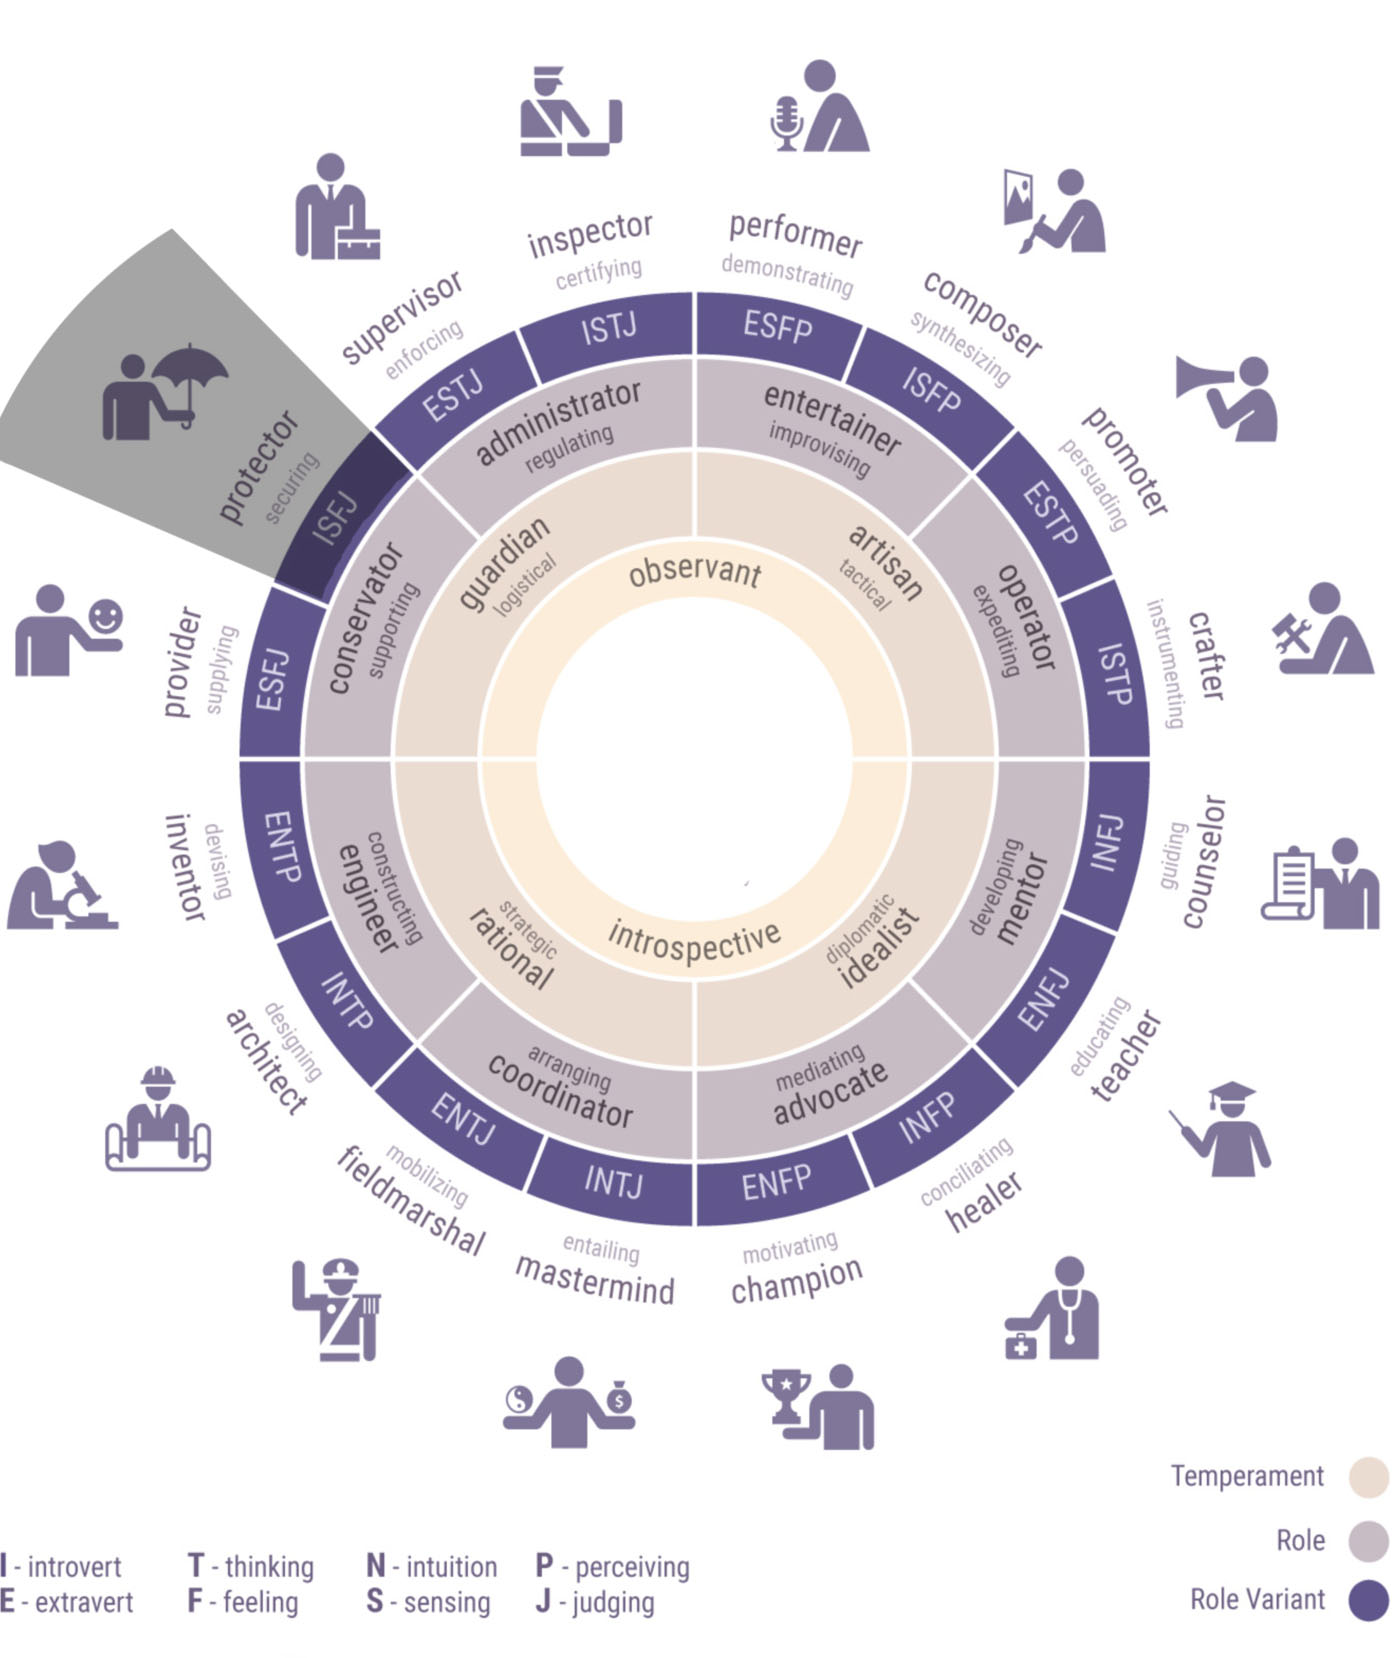 inspector
certifying
performer
demonstrating
supervisor
enforcing
composer
synthesizing
protector
securing
promoter
persuading
provider
supplying
crafter
instrumenting
ISTJ
ESFP
ESTJ
ISFP
ISFJ
ESTP
ESFJ
ISTP
administrator
regulating
entertainer
improvising
conservator
supporting
operator
expediting
guardian
logistical
artisan
tactical
observant
introspective
strategic
rational
diplomatic
idealist
constructing
engineer
developing
mentor
arranging
coordinator
mediating
advocate
ENTP
INFJ
INTP
ENFJ
ENTJ
INFP
INTJ
ENFP
devising
inventor
guiding
counselor
designing
architect
educating
teacher
mobilizing
fieldmarshal
conciliating
healer
entailing
mastermind
motivating
champion
$
Temperament
Role
Role Variant
I - introvert
E - extravert
T - thinking
F - feeling
N - intuition
S - sensing
P - perceiving
J - judging